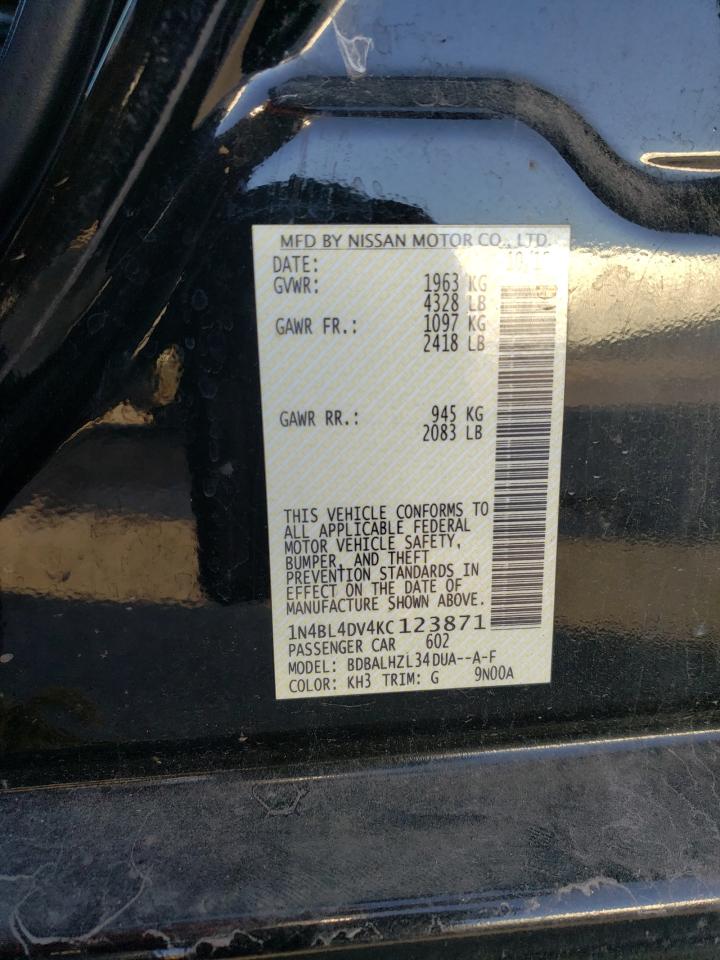 MFD BY NISSAN MOTOR CO., LTD.
DATE: 10/18
GVWR: 1963 KG
4328 LB
GAWR FR.: 1097 KG
2418 LB
GAWR RR.: 945 KG
2083 LB
THIS VEHICLE CONFORMS TO
ALL APPLICABLE FEDERAL
MOTOR VEHICLE SAFETY,
BUMPER, AND THEFT
PREVENTION STANDARDS IN
EFFECT ON THE DATE OF
MANUFACTURE SHOWN ABOVE.
1N4BL4DV4KC123871
PASSENGER CAR 602
MODEL: BDBALHZL34DUA--A-F
COLOR: KH3 TRIM: G 9N00A